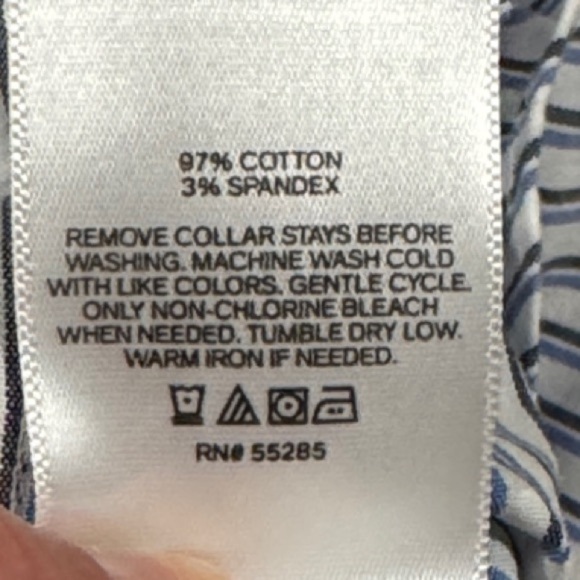 97% COTTON
3% SPANDEX
REMOVE COLLAR STAYS BEFORE
WASHING. MACHINE WASH COLD
WITH LIKE COLORS. GENTLE CYCLE.
ONLY NON-CHLORINE BLEACH
WHEN NEEDED. TUMBLE DRY LOW.
WARM IRON IF NEEDED.
RN# 55285